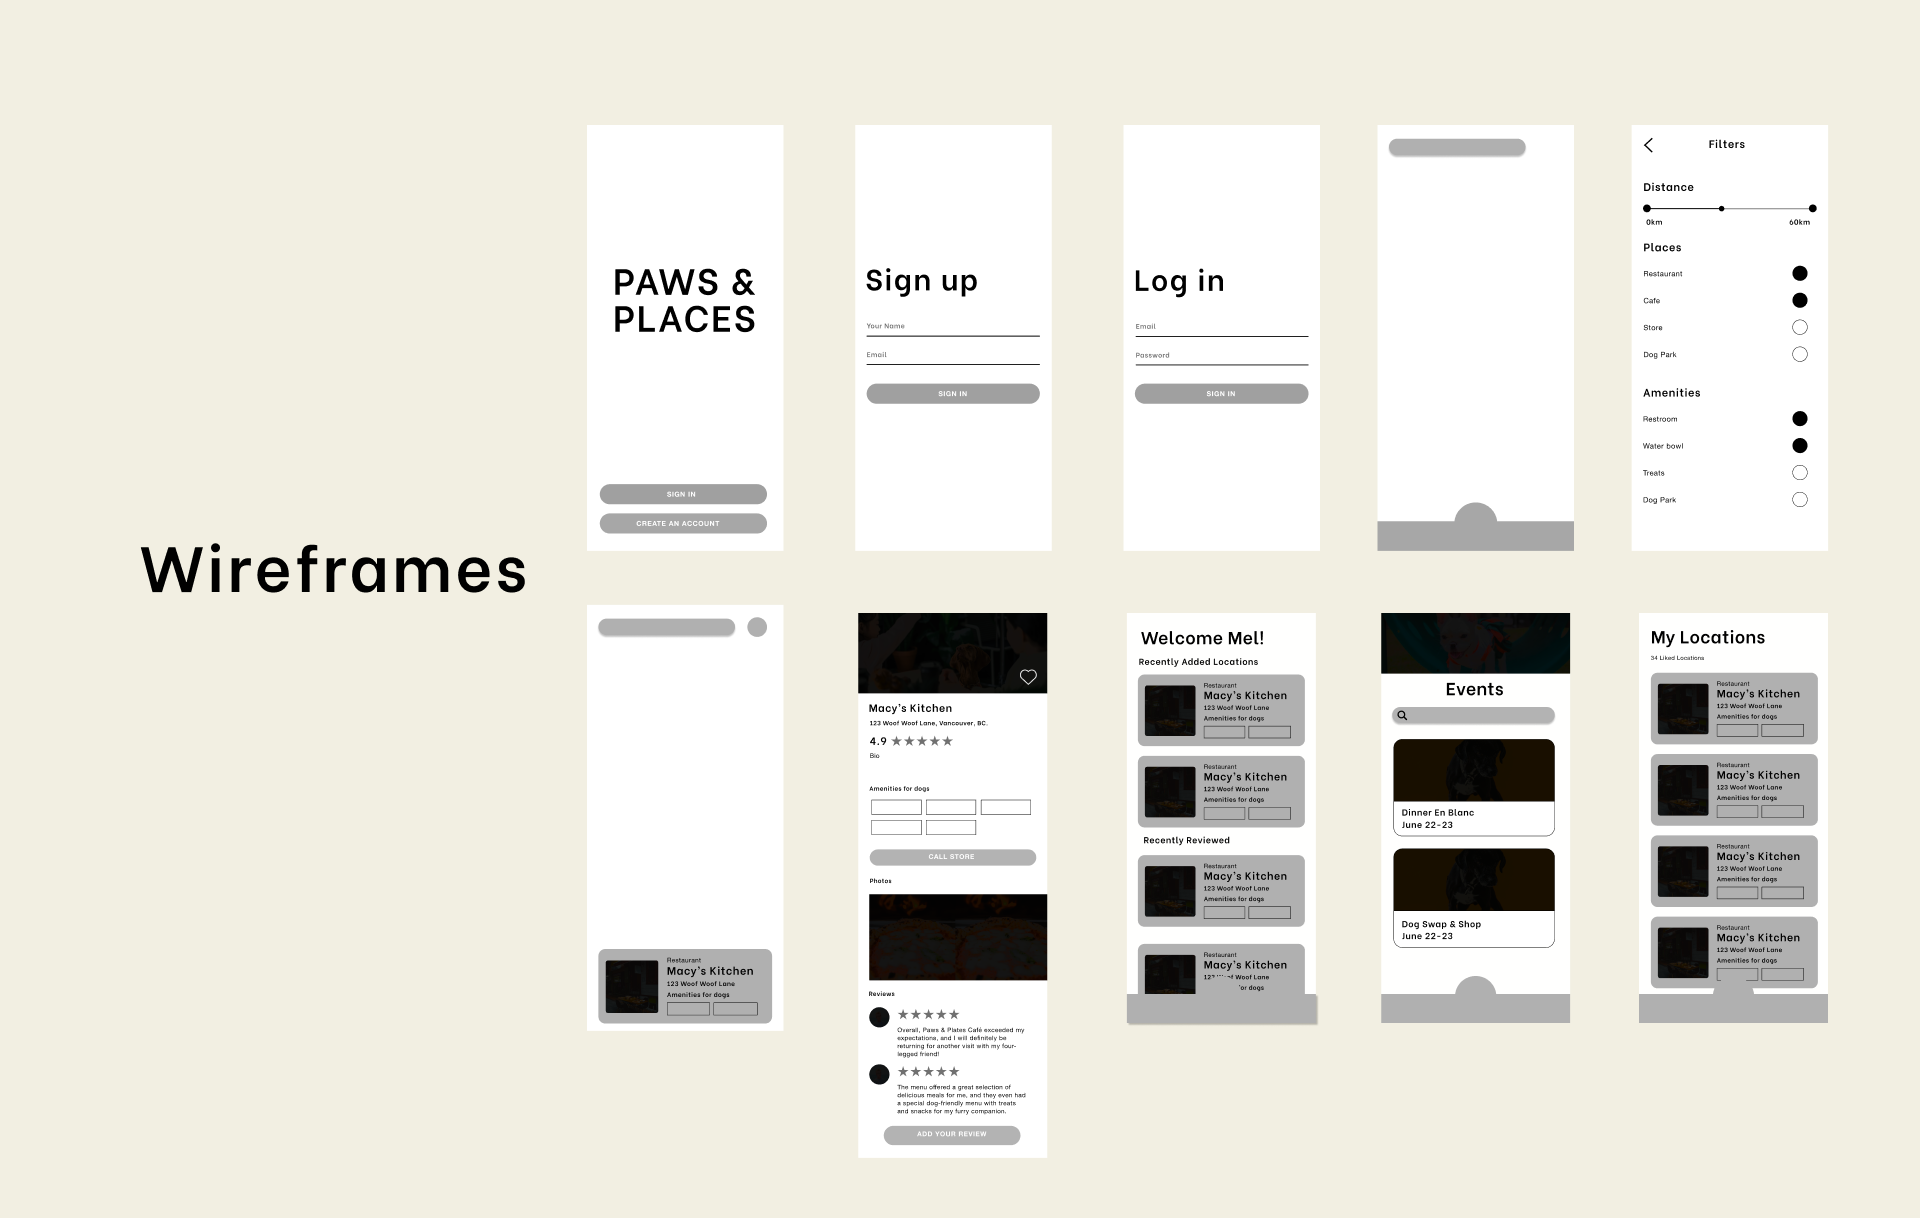 Wireframes
PAWS &
PLACES
SIGN IN
CREATE AN ACCOUNT
Sign up
Your Name
Email
SIGN IN
Log in
Email
Password
SIGN IN
Filters
Distance
0km 60km
Places
Restaurant
Cafe
Store
Dog Park
Amenities
Restroom
Water bowl
Treats
Dog Park
Restaurant
Macy's Kitchen
123 Woof Woof Lane
Amenities for dogs
Macy's Kitchen
123 Woof Woof Lane, Vancouver, BC.
4.9 ★★★★★
Bio
Amenities for dogs
CALL STORE
Photos
Reviews
★★★★★
Overall, Paws & Plates Café exceeded my
expectations, and I will definitely be
returning for another visit with my four-
legged friend!
★★★★★
The menu offered a great selection of
delicious meals for me, and they even had
a special dog-friendly menu with treats
and snacks for my furry companion.
ADD YOUR REVIEW
Welcome Mel!
Recently Added Locations
Restaurant
Macy's Kitchen
123 Woof Woof Lane
Amenities for dogs
Restaurant
Macy's Kitchen
123 Woof Woof Lane
Amenities for dogs
Recently Reviewed
Restaurant
Macy's Kitchen
123 Woof Woof Lane
Amenities for dogs
Restaurant
Macy's Kitchen
Woof Lane
for dogs
Events
Dinner En Blanc
June 22-23
Dog Swap & Shop
June 22-23
My Locations
34 Liked Locations
Restaurant
Macy's Kitchen
123 Woof Woof Lane
Amenities for dogs
Restaurant
Macy's Kitchen
123 Woof Woof Lane
Amenities for dogs
Restaurant
Macy's Kitchen
123 Woof Woof Lane
Amenities for dogs
Restaurant
Macy's Kitchen
123 Woof Woof Lane
Amenities for dogs